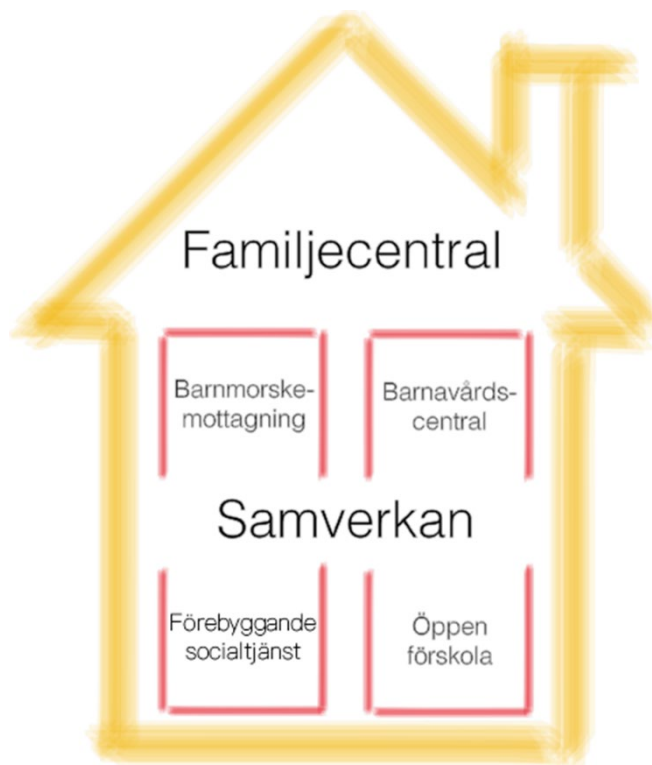 Familjecentral
Barnmorske-
mottagning
Barnavårds-
central
Samverkan
Förebyggande
socialtjänst
Öppen
förskola